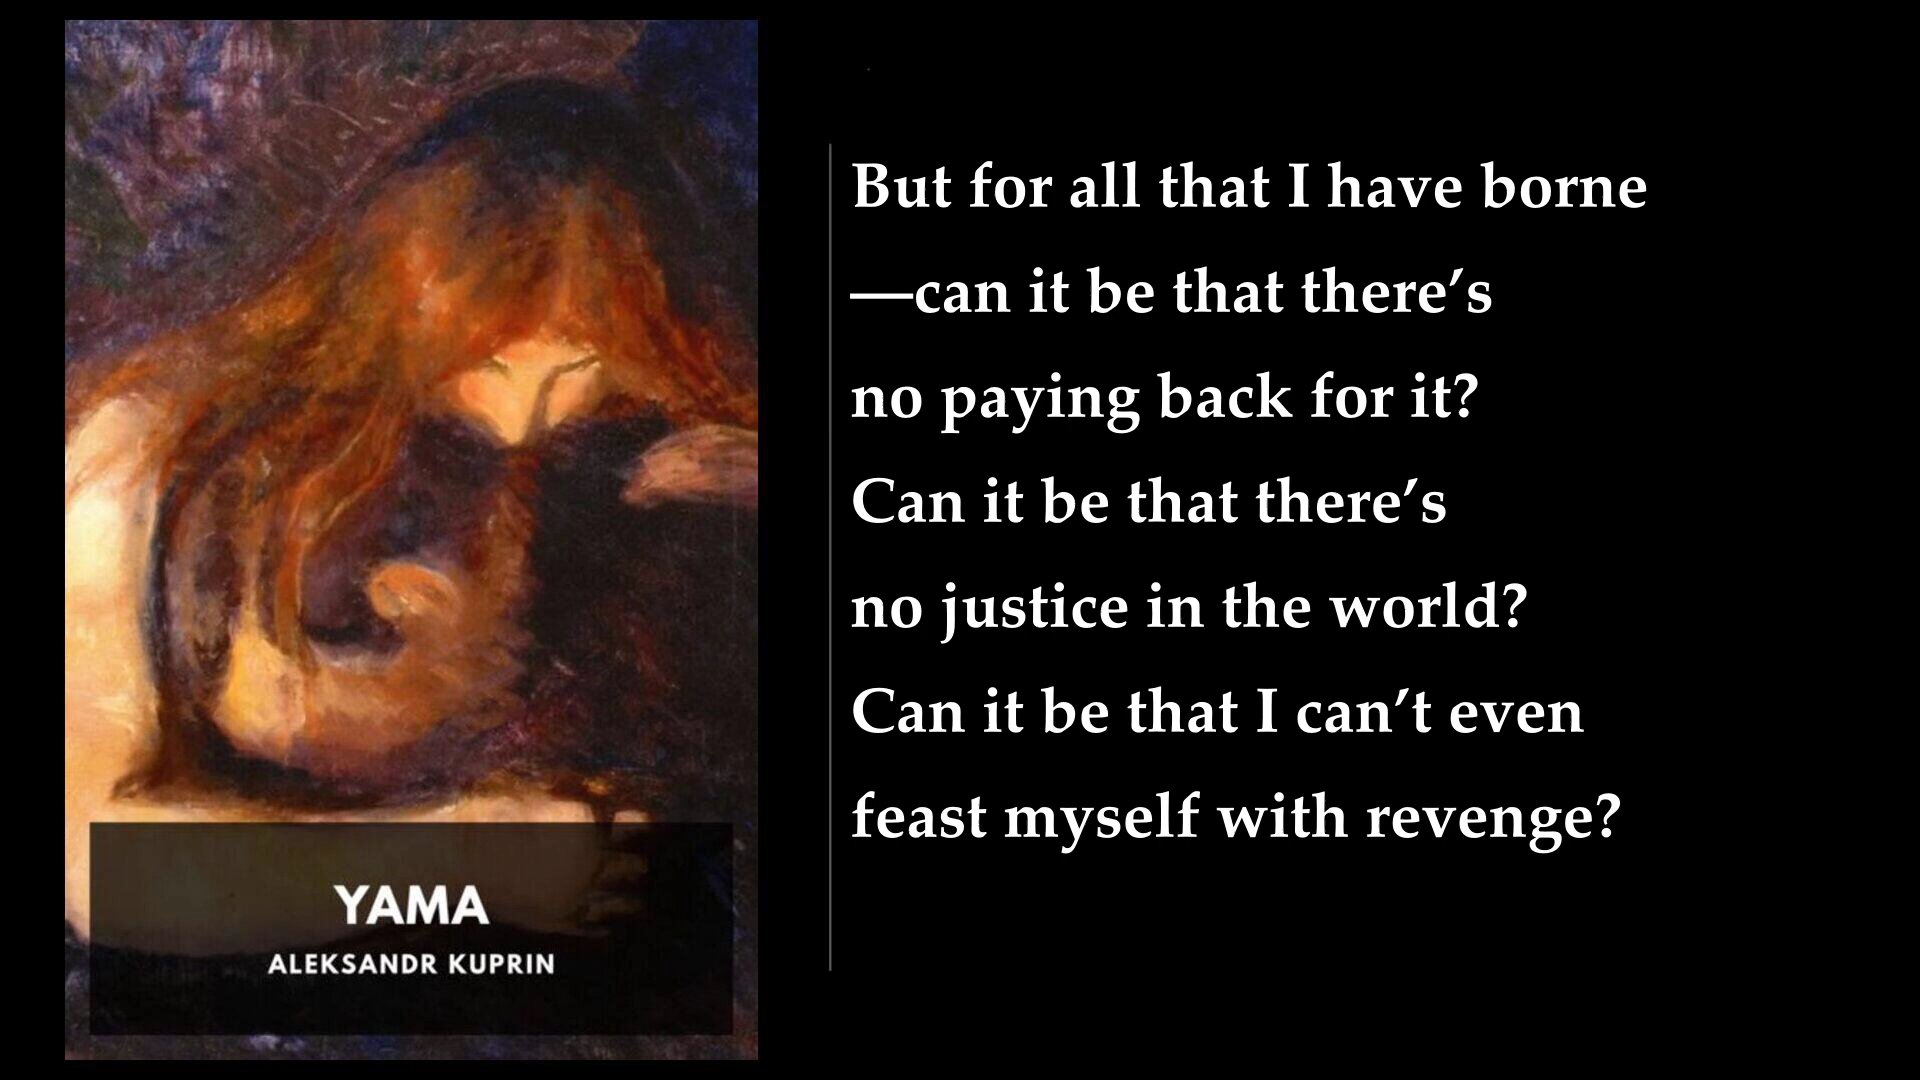 But for all that I have borne
—can it be that there’s
no paying back for it?
Can it be that there’s
no justice in the world?
Can it be that I can’t even
feast myself with revenge?
YAMA
ALEKSANDR KUPRIN